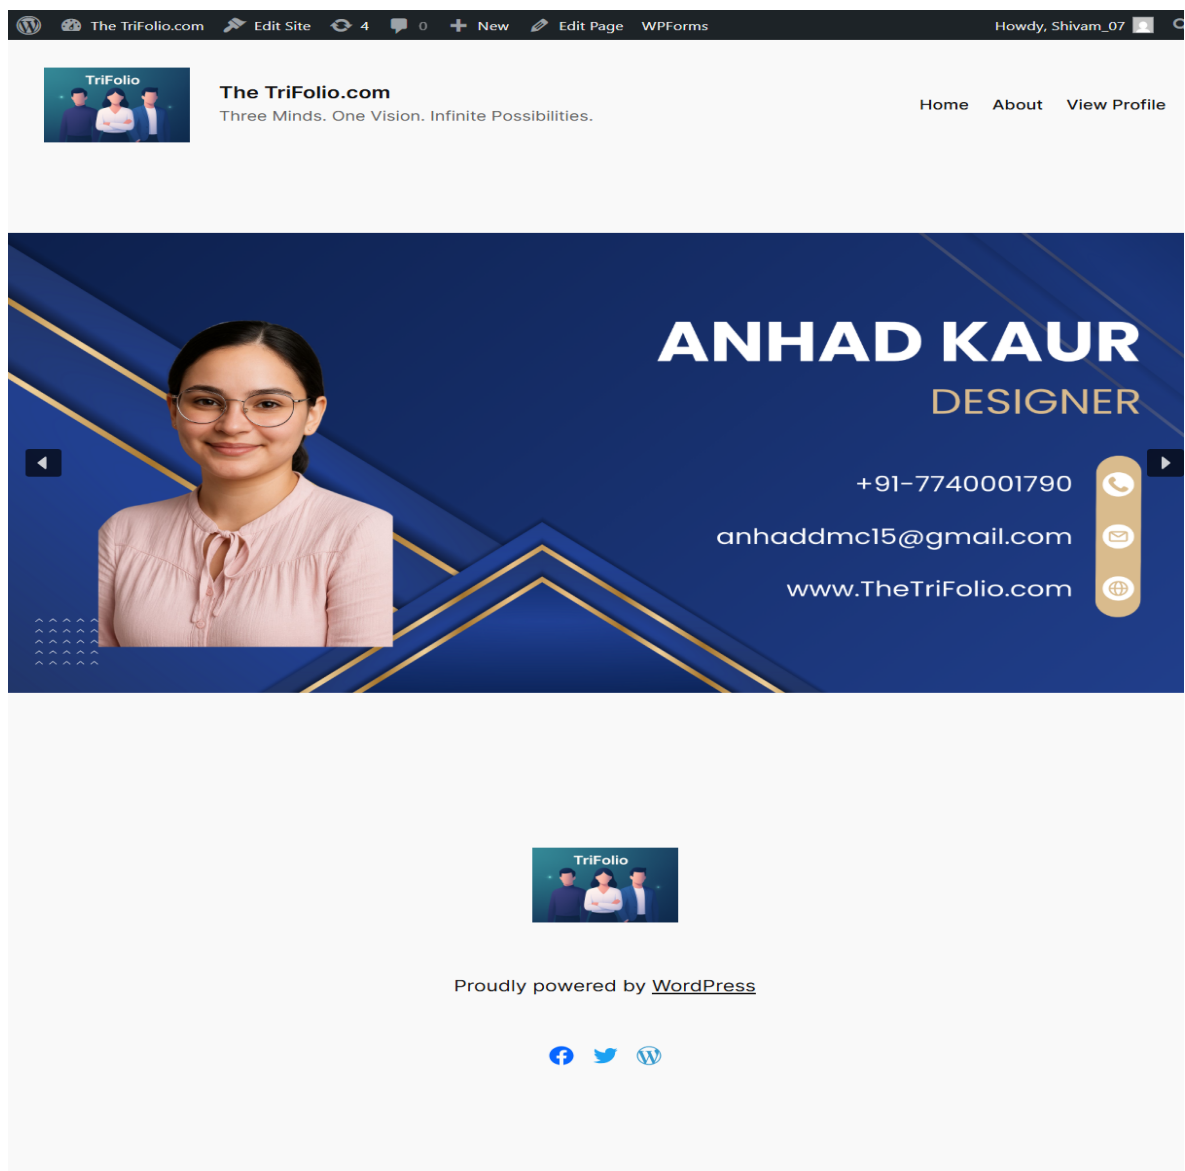 The TriFolio.com Edit Site 4 0 New Edit Page WPForms Howdy, Shivam_07
TriFolio
The TriFolio.com
Three Minds. One Vision. Infinite Possibilities.
Home About View Profile
ANHAD KAUR
DESIGNER
+91-7740001790
anhaddmc15@gmail.com
www.TheTriFolio.com
TriFolio
Proudly powered by WordPress